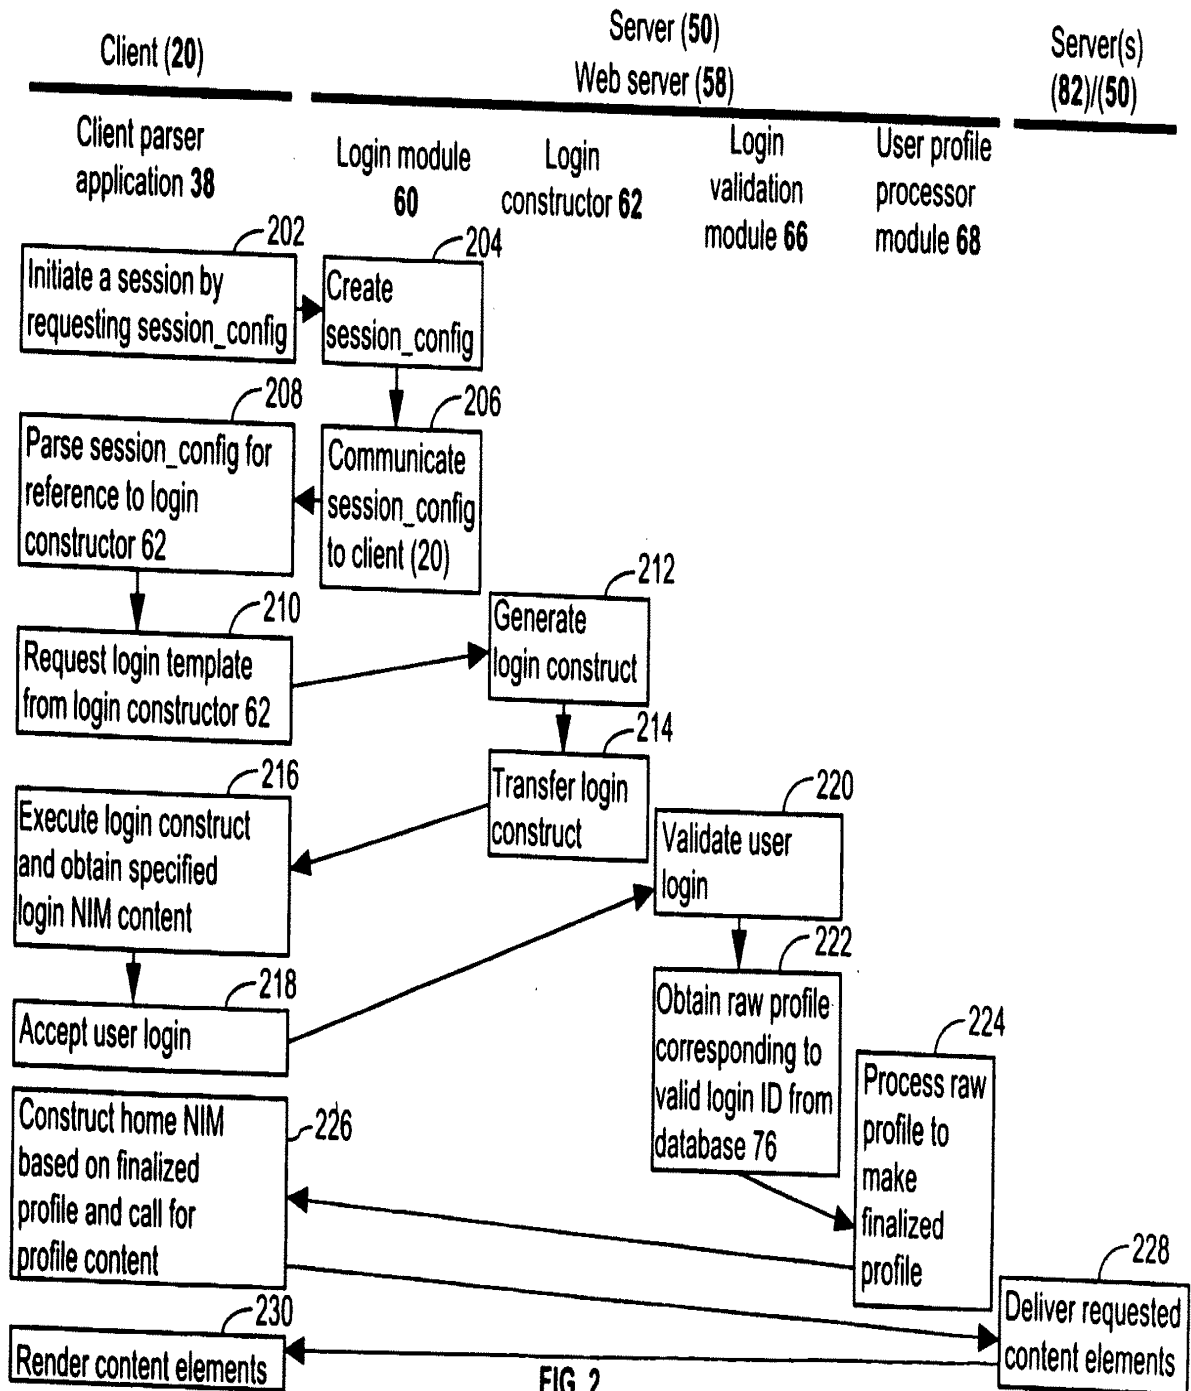 Client (20)
Server (50)
Web server (58)
Server(s)
(82)/(50)
Client parser
application 38
Login module
60
Login
constructor 62
Login
validation
module 66
User profile
processor
module 68
202
Initiate a session by
requesting session_config
204
Create
session_config
208
Parse session_config for
reference to login
constructor 62
206
Communicate
session_config
to client (20)
210
Request login template
from login constructor 62
212
Generate
login construct
214
Transfer login
construct
216
Execute login construct
and obtain specified
login NIM content
220
Validate user
login
218
Accept user login
222
Obtain raw profile
corresponding to
valid login ID from
database 76
224
Process raw
profile to
make
finalized
profile
226
Construct home NIM
based on finalized
profile and call for
profile content
228
Deliver requested
content elements
230
Render content elements
FIG. 2